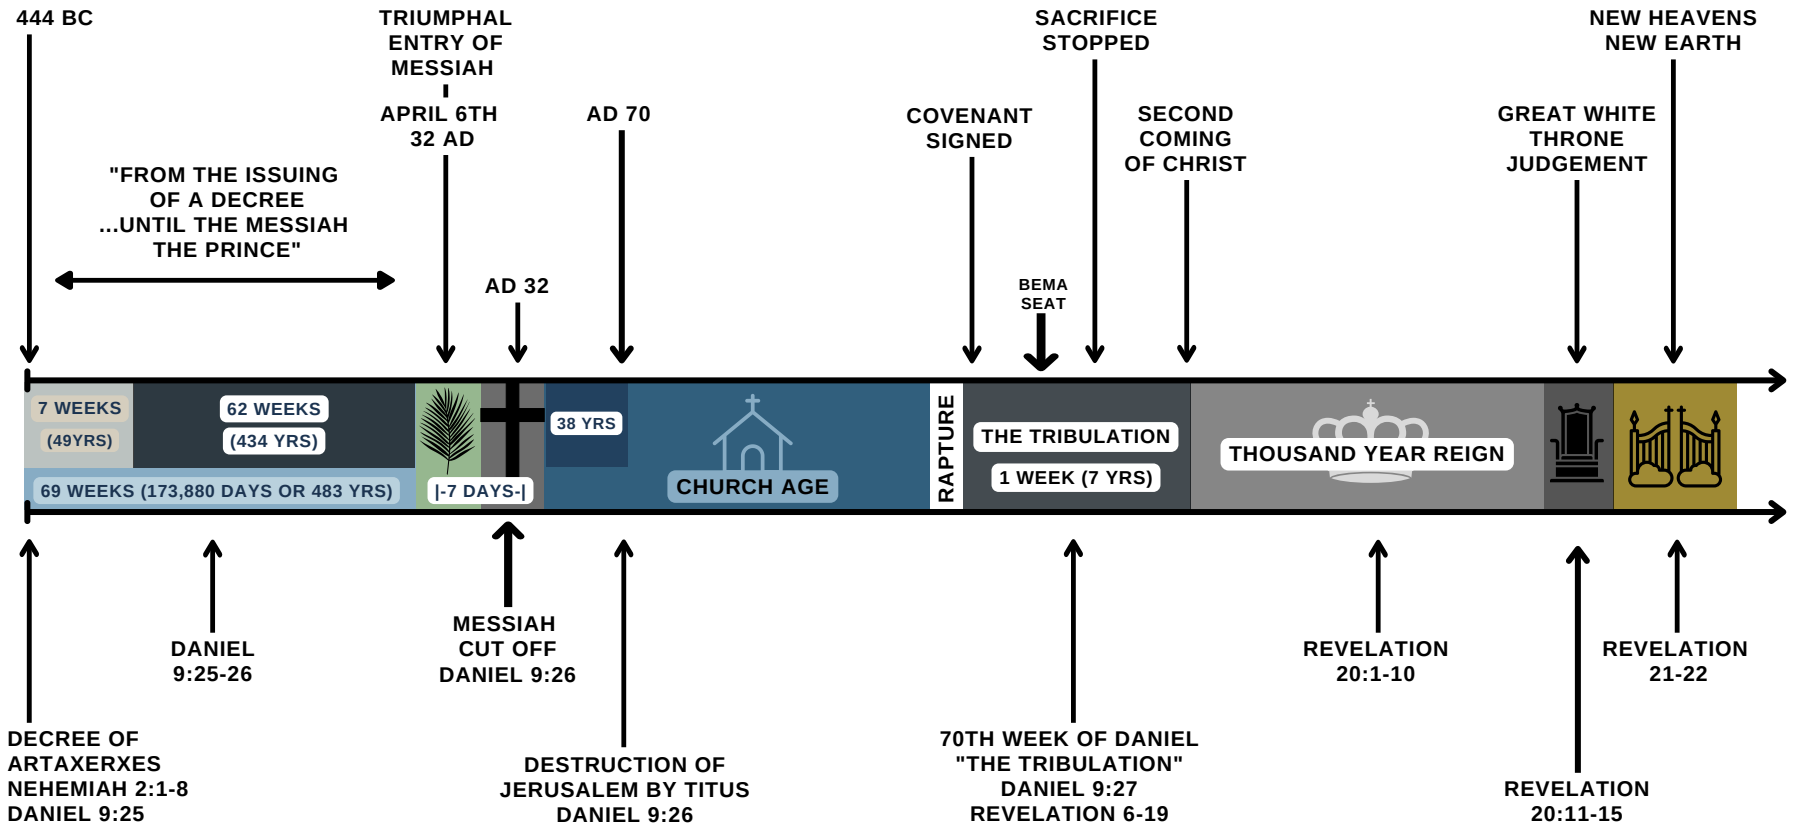 444 BC
TRIUMPHAL
ENTRY OF
MESSIAH
APRIL 6TH
32 AD
"FROM THE ISSUING
OF A DECREE
...UNTIL THE MESSIAH
THE PRINCE"
AD 32
AD 70
COVENANT
SIGNED
BEMA
SEAT
SACRIFICE
STOPPED
SECOND
COMING
OF CHRIST
GREAT WHITE
THRONE
JUDGEMENT
NEW HEAVENS
NEW EARTH
7 WEEKS
(49YRS)
62 WEEKS
(434 YRS)
69 WEEKS (173,880 DAYS OR 483 YRS)
|-7 DAYS-|
38 YRS
CHURCH AGE
RAPTURE
THE TRIBULATION
1 WEEK (7 YRS)
THOUSAND YEAR REIGN
DECREE OF
ARTAXERXES
NEHEMIAH 2:1-8
DANIEL 9:25
DANIEL
9:25-26
MESSIAH
CUT OFF
DANIEL 9:26
DESTRUCTION OF
JERUSALEM BY TITUS
DANIEL 9:26
70TH WEEK OF DANIEL
"THE TRIBULATION"
DANIEL 9:27
REVELATION 6-19
REVELATION
20:1-10
REVELATION
20:11-15
REVELATION
21-22